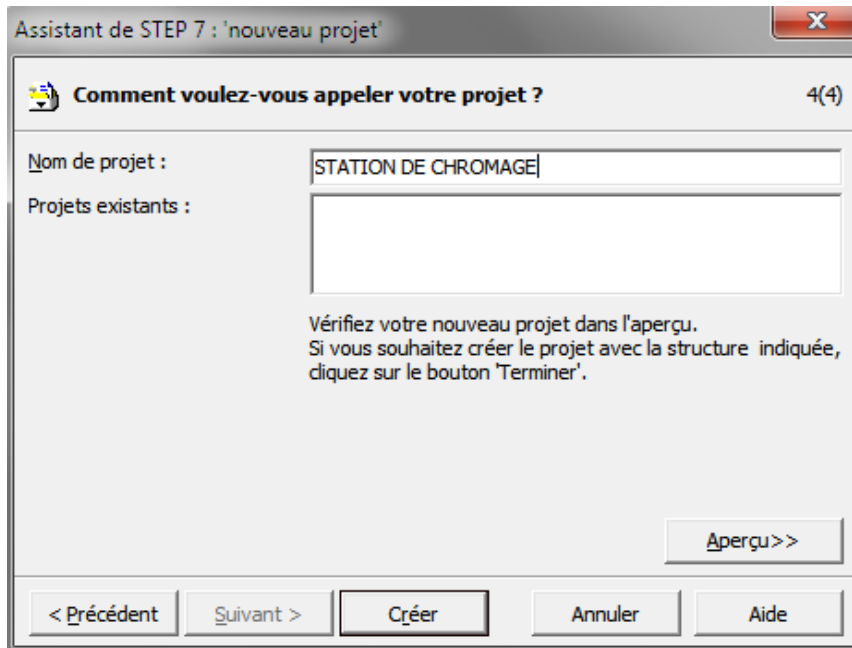 Assistant de STEP 7 : 'nouveau projet'
Comment voulez-vous appeler votre projet ? 4(4)
Nom de projet : STATION DE CHROMAGE
Projets existants :
Vérifiez votre nouveau projet dans l'aperçu.
Si vous souhaitez créer le projet avec la structure indiquée,
cliquez sur le bouton 'Terminer'.
Aperçu>>
< Précédent Suivant > Créer Annuler Aide